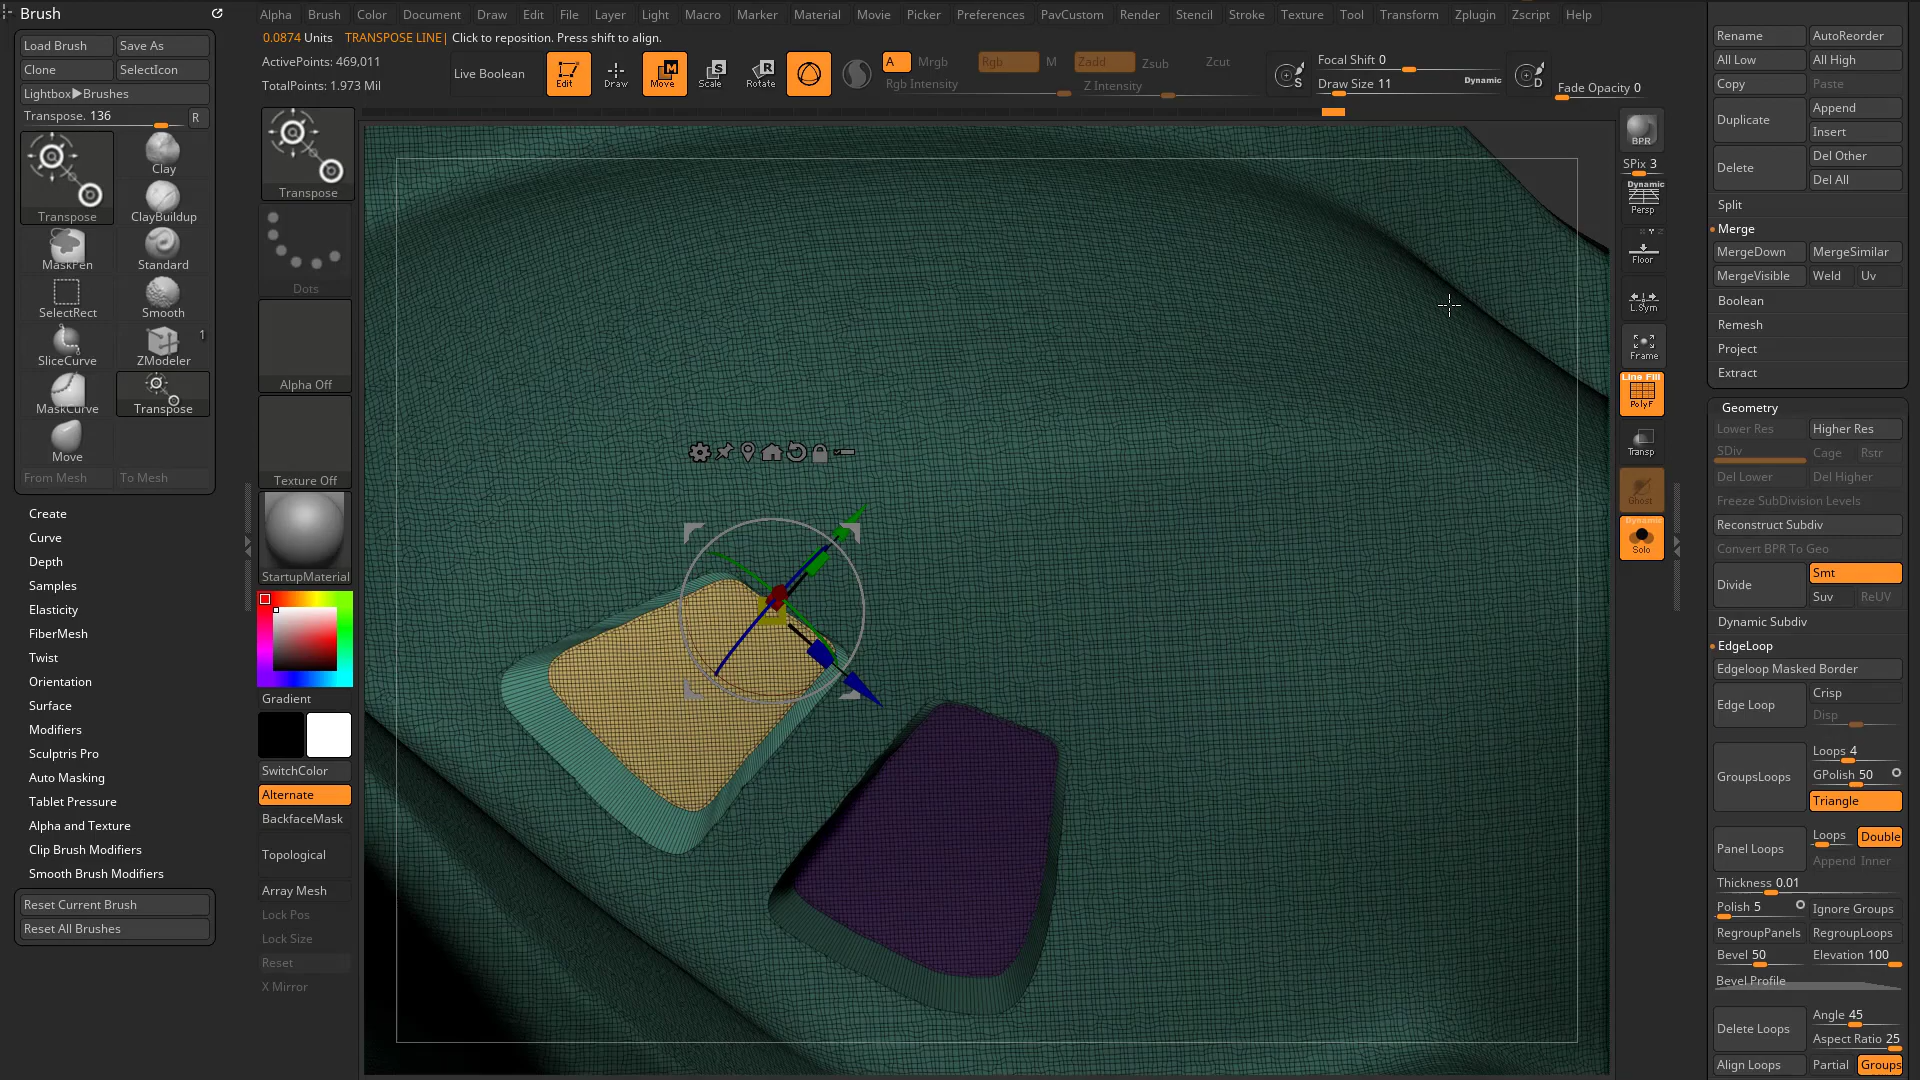 Brush
Alpha Brush Color Document Draw Edit File Layer Light Macro Marker Material Movie Picker Preferences PavCustom Render Stencil Stroke Texture Tool Transform Zplugin Zscript Help
Load Brush Save As
Clone SelectIcon
Lightbox▶Brushes
Transpose. 136 R
Transpose
Clay
ClayBuildup
MaskPen Standard
SelectRect Smooth
SliceCurve ZModeler 1
MaskCurve Transpose
Move
From Mesh To Mesh
Create
Curve
Depth
Samples
Elasticity
FiberMesh
Twist
Orientation
Surface
Modifiers
Sculptris Pro
Auto Masking
Tablet Pressure
Alpha and Texture
Clip Brush Modifiers
Smooth Brush Modifiers
Reset Current Brush
Reset All Brushes
0.0874 Units TRANSPOSE LINE| Click to reposition. Press shift to align.
ActivePoints: 469,011
TotalPoints: 1.973 Mil
Live Boolean
Edit Draw Move Scale Rotate
A Mrgb Rgb M Zadd Zsub Zcut
Rgb Intensity Z Intensity
S
Focal Shift 0
Draw Size 11 Dynamic
D
Fade Opacity 0
Transpose
Dots
Alpha Off
Texture Off
StartupMaterial
Gradient
SwitchColor
Alternate
BackfaceMask
Topological
Array Mesh
Lock Pos
Lock Size
Reset
X Mirror
BPR
SPix 3
Dynamic
Persp
Floor
L.Sym
Frame
Line Fill
PolyF
Transp
Ghost
Dynamic
Solo
Rename AutoReorder
All Low All High
Copy Paste
Duplicate Append
Insert
Delete Del Other
Del All
Split
Merge
MergeDown MergeSimilar
MergeVisible Weld Uv
Boolean
Remesh
Project
Extract
Geometry
Lower Res Higher Res
SDiv Cage Rstr
Del Lower Del Higher
Freeze SubDivision Levels
Reconstruct Subdiv
Convert BPR To Geo
Divide Smt
Suv ReUV
Dynamic Subdiv
EdgeLoop
Edgeloop Masked Border
Edge Loop Crisp
Disp
GroupsLoops Loops 4
GPolish 50
Triangle
Panel Loops Loops Double
Append Inner
Thickness 0.01
Polish 5 Ignore Groups
RegroupPanels RegroupLoops
Bevel 50 Elevation 100
Bevel Profile
Delete Loops Angle 45
Aspect Ratio 25
Align Loops Partial Groups